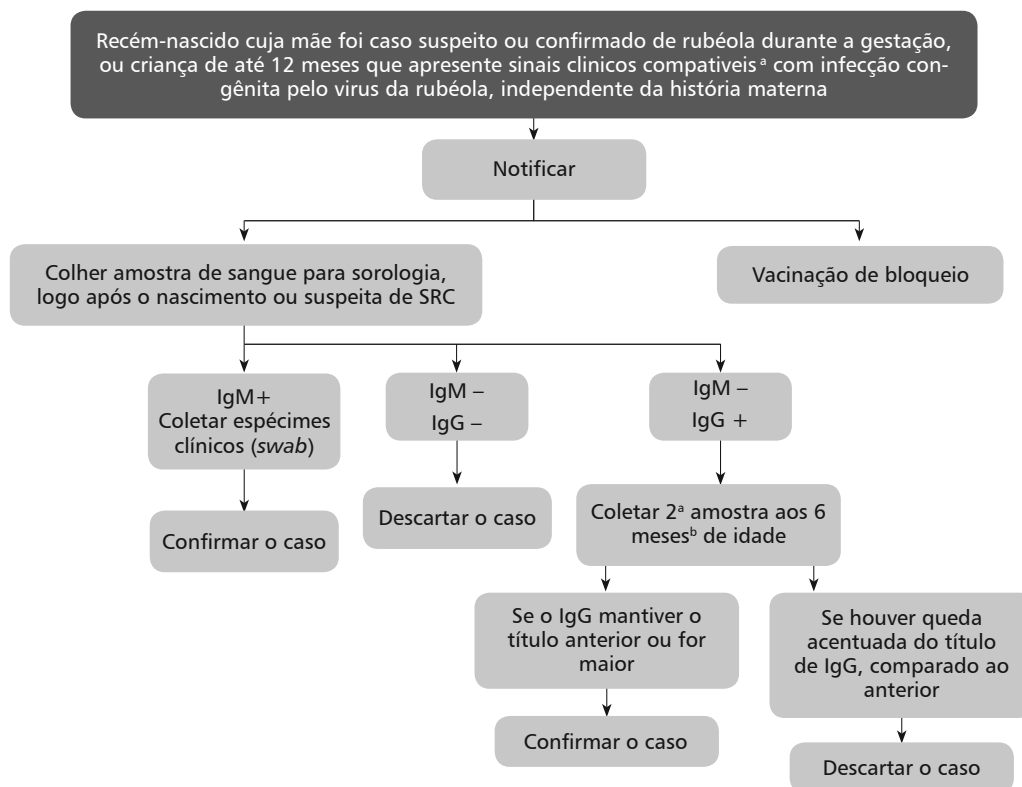 Recém-nascido cuja mãe foi caso suspeito ou confirmado de rubéola durante a gestação,
ou criança de até 12 meses que apresente sinais clinicos compativeis ª com infecção con-
gênita pelo virus da rubéola, independente da história materna
Notificar
Colher amostra de sangue para sorologia,
logo após o nascimento ou suspeita de SRC
Vacinação de bloqueio
IgM+
Coletar espécimes
clínicos (swab)
IgM –
IgG –
IgM –
IgG +
Confirmar o caso
Descartar o caso
Coletar 2ª amostra aos 6
mesesᵇ de idade
Se o IgG mantiver o
título anterior ou for
maior
Se houver queda
acentuada do título
de IgG, comparado ao
anterior
Confirmar o caso
Descartar o caso